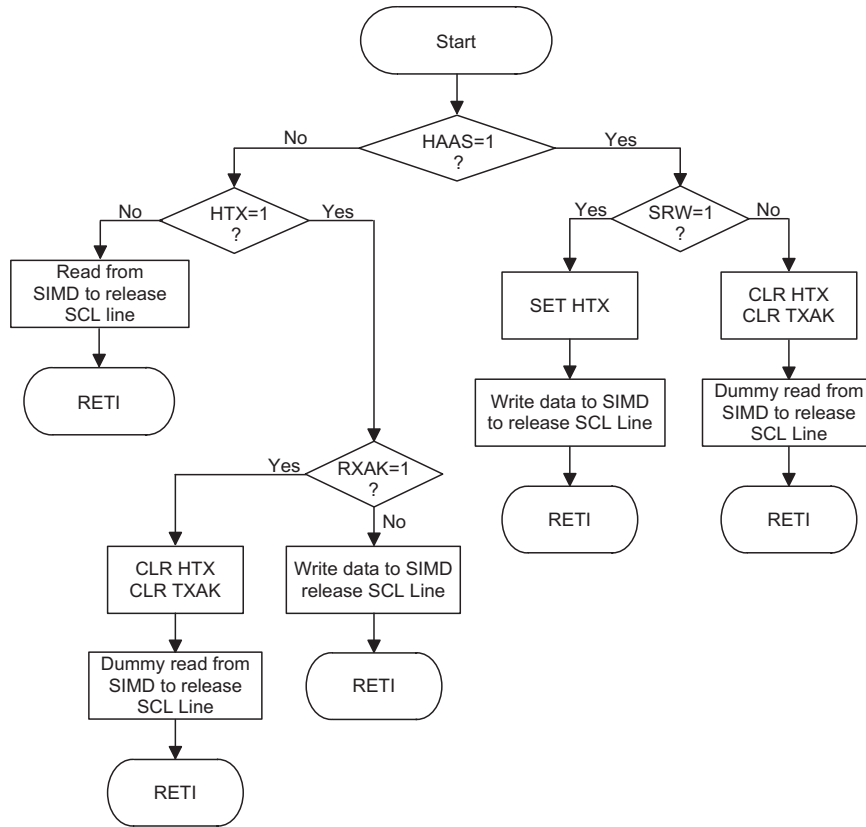 Start
HAAS=1
?
No
Yes
HTX=1
?
No
Yes
SRW=1
?
Yes
No
Read from
SIMD to release
SCL line
RETI
SET HTX
Write data to SIMD
to release SCL Line
RETI
CLR HTX
CLR TXAK
Dummy read from
SIMD to release
SCL Line
RETI
RXAK=1
?
Yes
No
CLR HTX
CLR TXAK
Dummy read from
SIMD to release
SCL Line
RETI
Write data to SIMD
release SCL Line
RETI